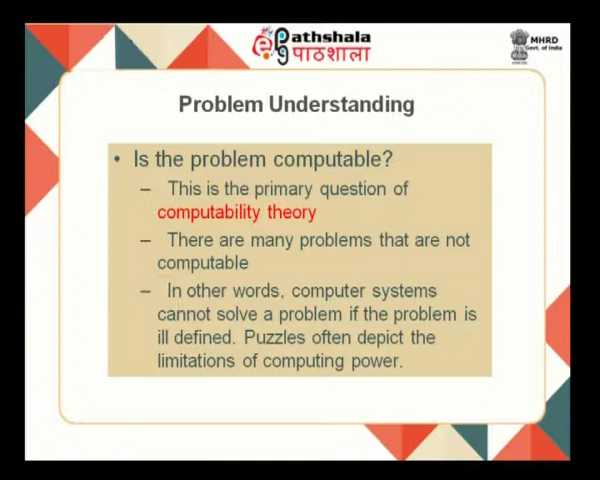 epg Pathshala
पाठशाला
MHRD
Govt. of India
Problem Understanding
• Is the problem computable?
– This is the primary question of
computability theory
– There are many problems that are not
computable
– In other words, computer systems
cannot solve a problem if the problem is
ill defined. Puzzles often depict the
limitations of computing power.